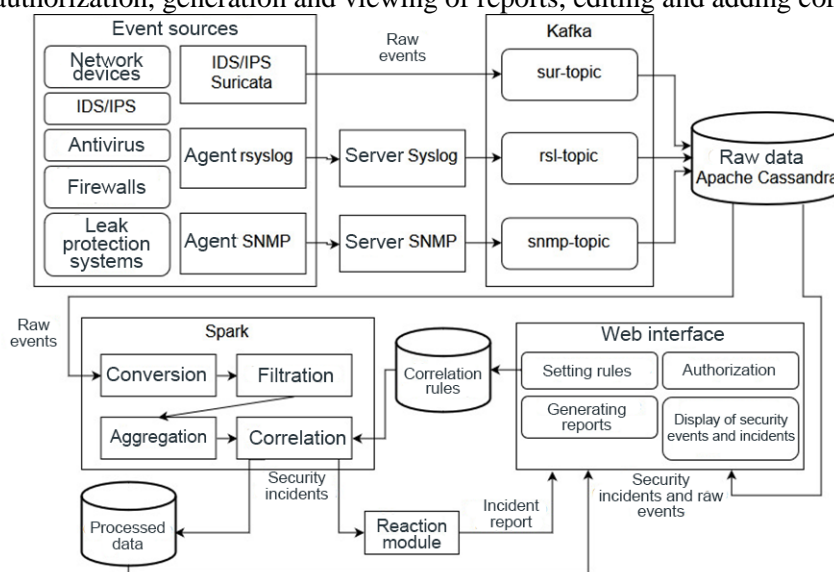 authorization, generation and viewing of reports, editing and adding
Event sources
Network
devices
IDS/IPS
Antivirus
Firewalls
Leak
protection
systems
IDS/IPS
Suricata
Agent rsyslog
Agent SNMP
Raw
events
Server Syslog
Server SNMP
Kafka
sur-topic
rsl-topic
snmp-topic
Raw data
Apache Cassandra
Raw
events
Spark
Conversion
Filtration
Aggregation
Correlation
Correlation
rules
Web interface
Setting rules
Authorization
Generating
reports
Display of security
events and incidents
Security
incidents
Processed
data
Reaction
module
Incident
report
Security
incidents and raw
events